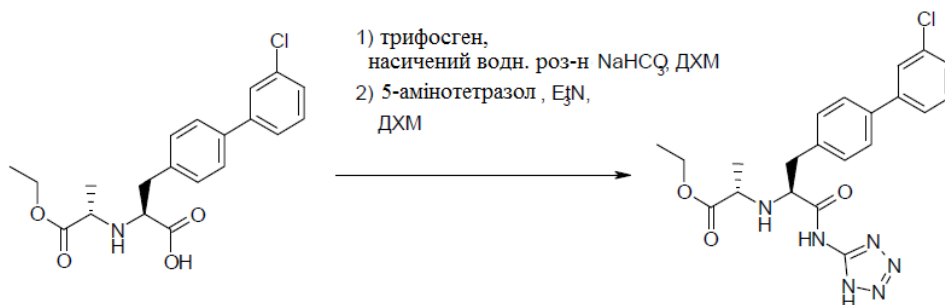 Cl
1) трифосген,
насичений водн. роз-н NaHCO3, ДХМ
2) 5-амінотетразол , Et3N,
ДХМ
O
O
N
H
O
OH
Cl
O
O
N
H
O
HN
N
N
N
N
H